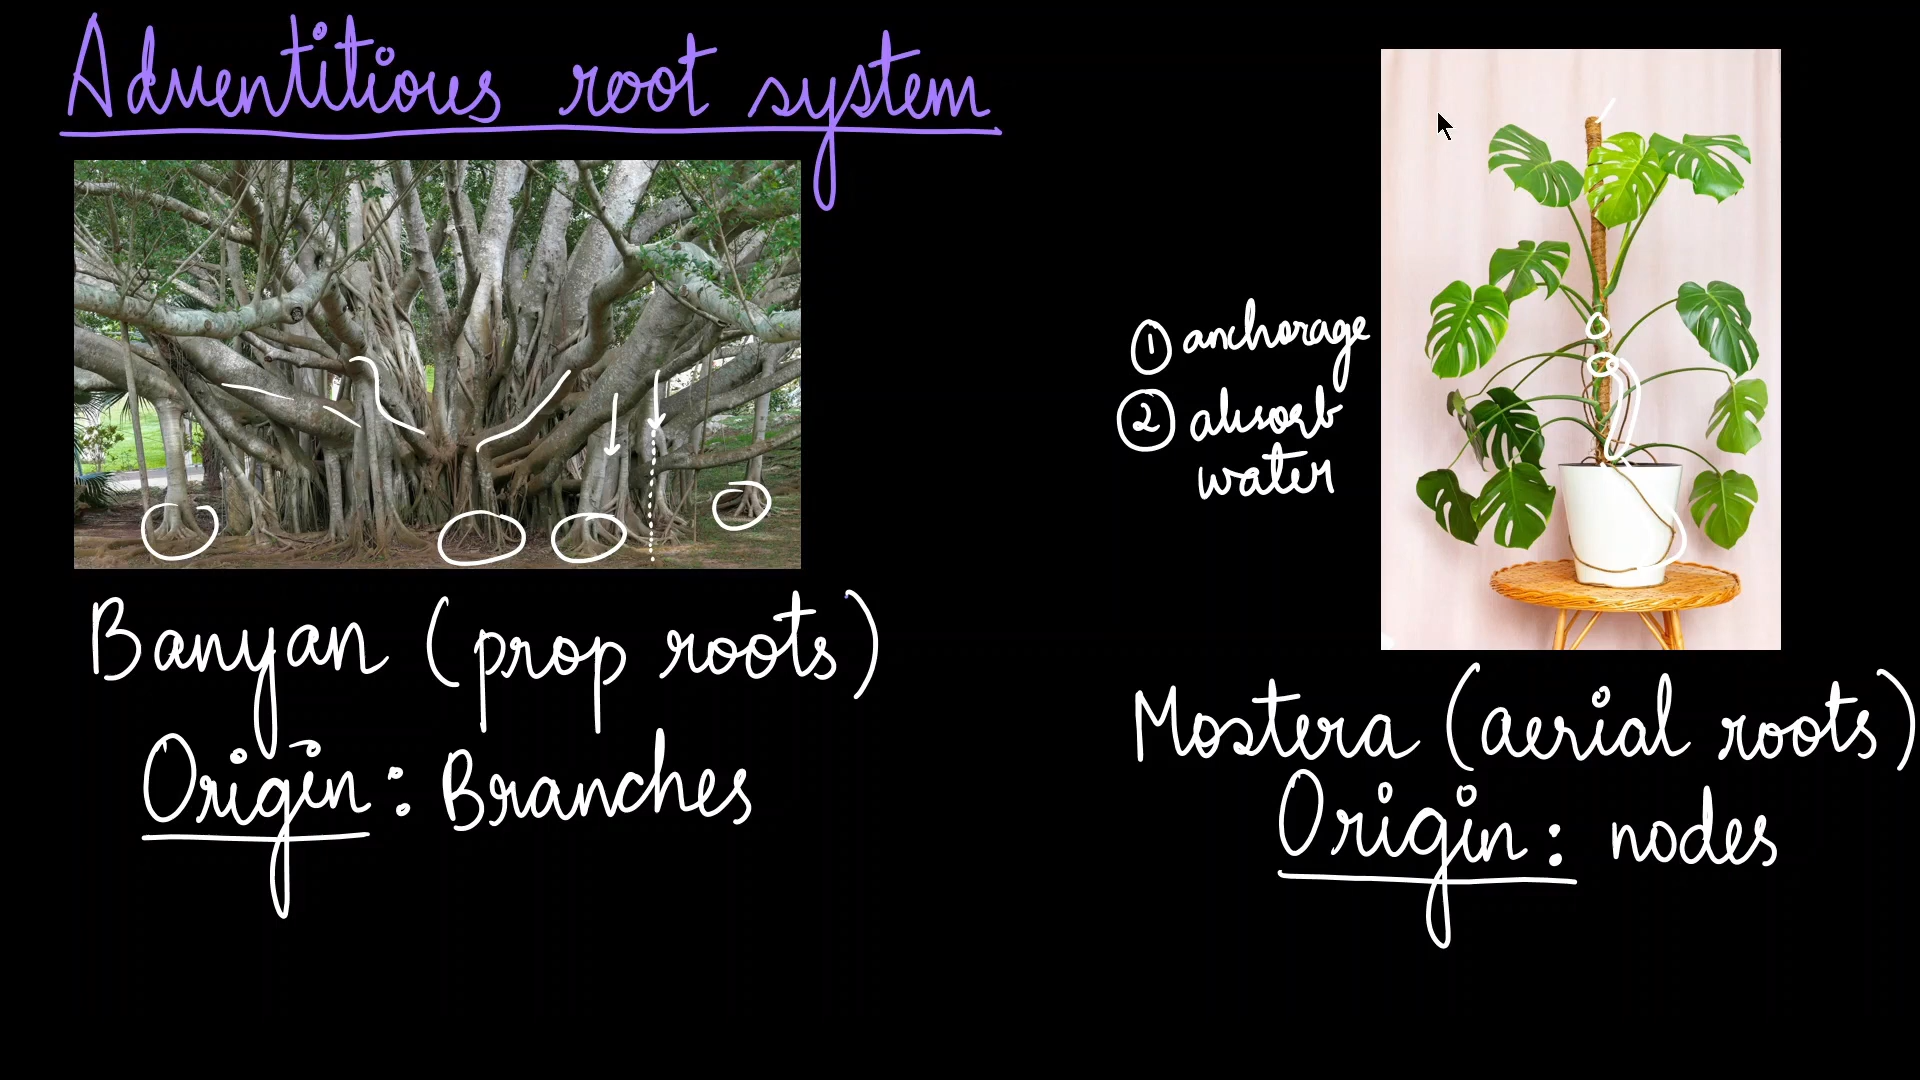 Adventitious root system
① anchorage
② absorb
water
Banyan (prop roots)
Origin: Branches
Mostera (aerial roots)
Origin: nodes